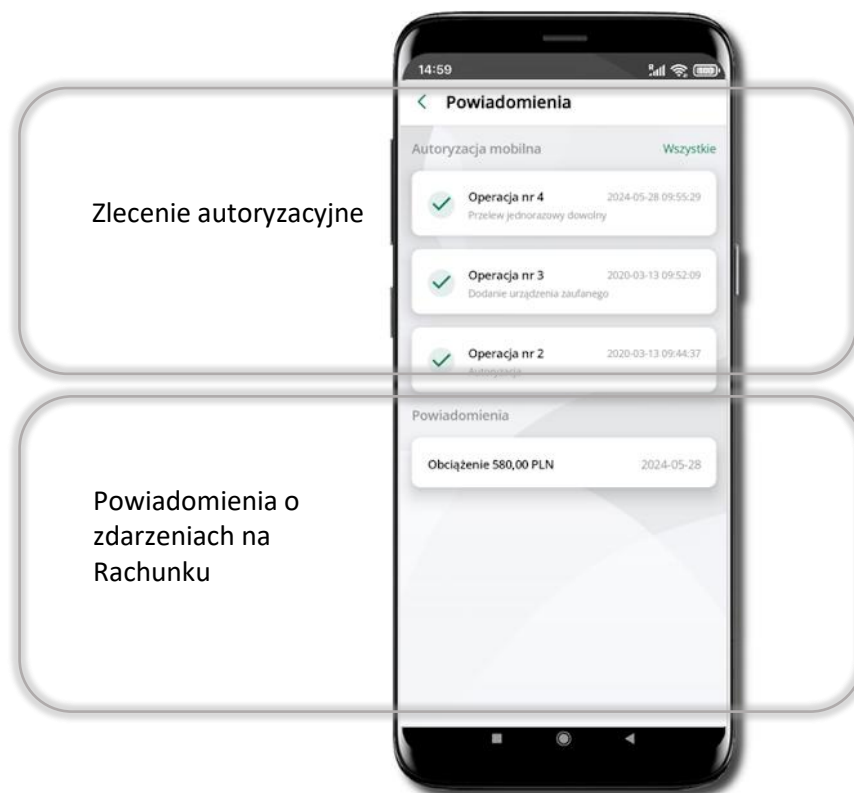 14:59
Powiadomienia
Autoryzacja mobilna Wszystkie
Zlecenie autoryzacyjne
Operacja nr 4 2024-05-28 09:55:29
Przelew jednorazowy dowolny
Operacja nr 3 2020-03-13 09:52:09
Dodanie urządzenia zaufanego
Operacja nr 2 2020-03-13 09:44:37
Autoryzacja
Powiadomienia
Obciążenie 580,00 PLN 2024-05-28
Powiadomienia o
zdarzeniach na
Rachunku